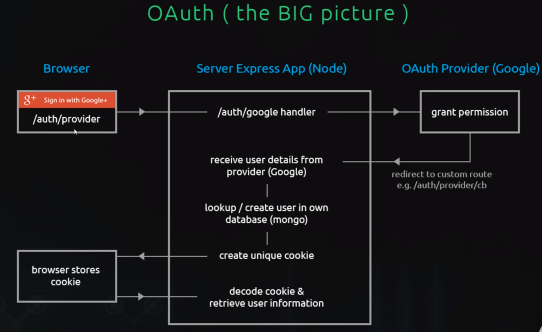 OAuth ( the BIG picture )
Browser
Server Express App (Node)
OAuth Provider (Google)
g+ Sign in with Google+
/auth/provider
/auth/google handler
grant permission
receive user details from
provider (Google)
redirect to custom route
e.g. /auth/provider/cb
lookup / create user in own
database (mongo)
create unique cookie
browser stores
cookie
decode cookie &
retrieve user information